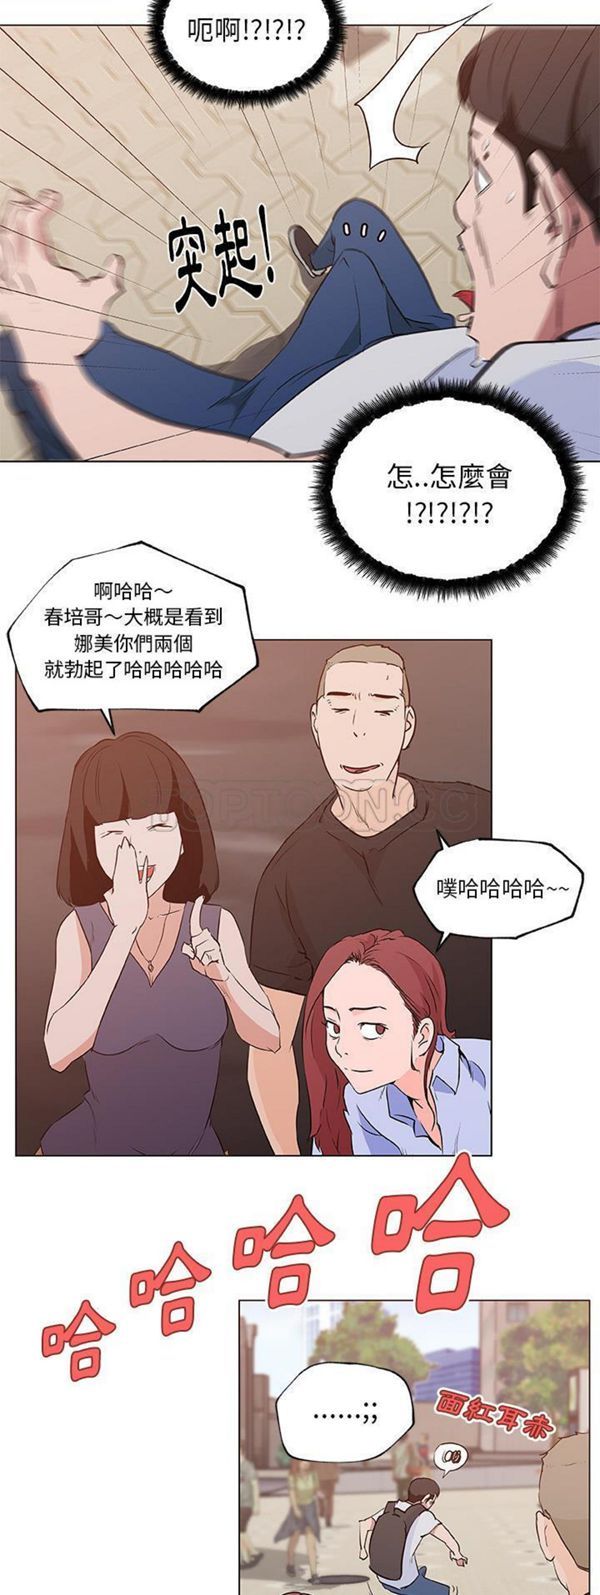 呃啊!?!?!?
突起!
怎..怎麼會
!?!?!?!?
啊哈哈～
春培哥～大概是看到
娜美你們兩個
就勃起了哈哈哈哈哈
TOPTOON.CC
噗哈哈哈哈~~
哈哈哈哈
......;;
面紅耳赤